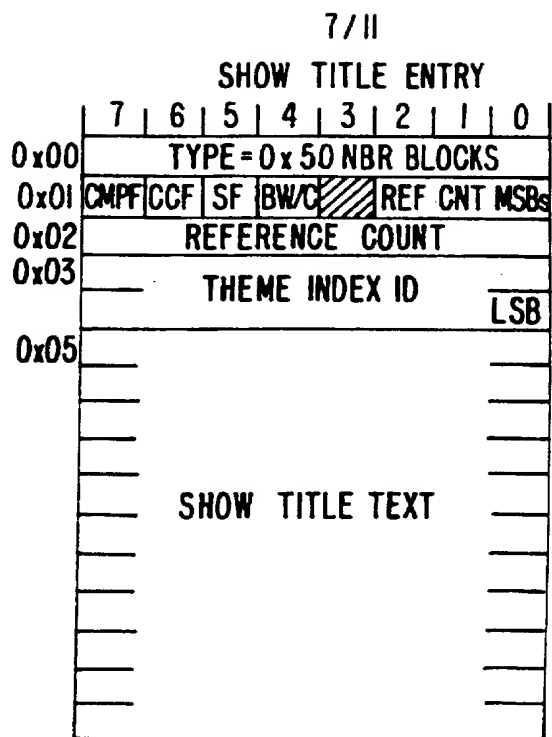 7/11
SHOW TITLE ENTRY
7 6 5 4 3 2 1 0
0x00 TYPE=0x50 NBR BLOCKS
0x01 CMPF CCF SF BW/C REF CNT MSBs
0x02 REFERENCE COUNT
0x03 THEME INDEX ID
LSB
0x05
SHOW TITLE TEXT